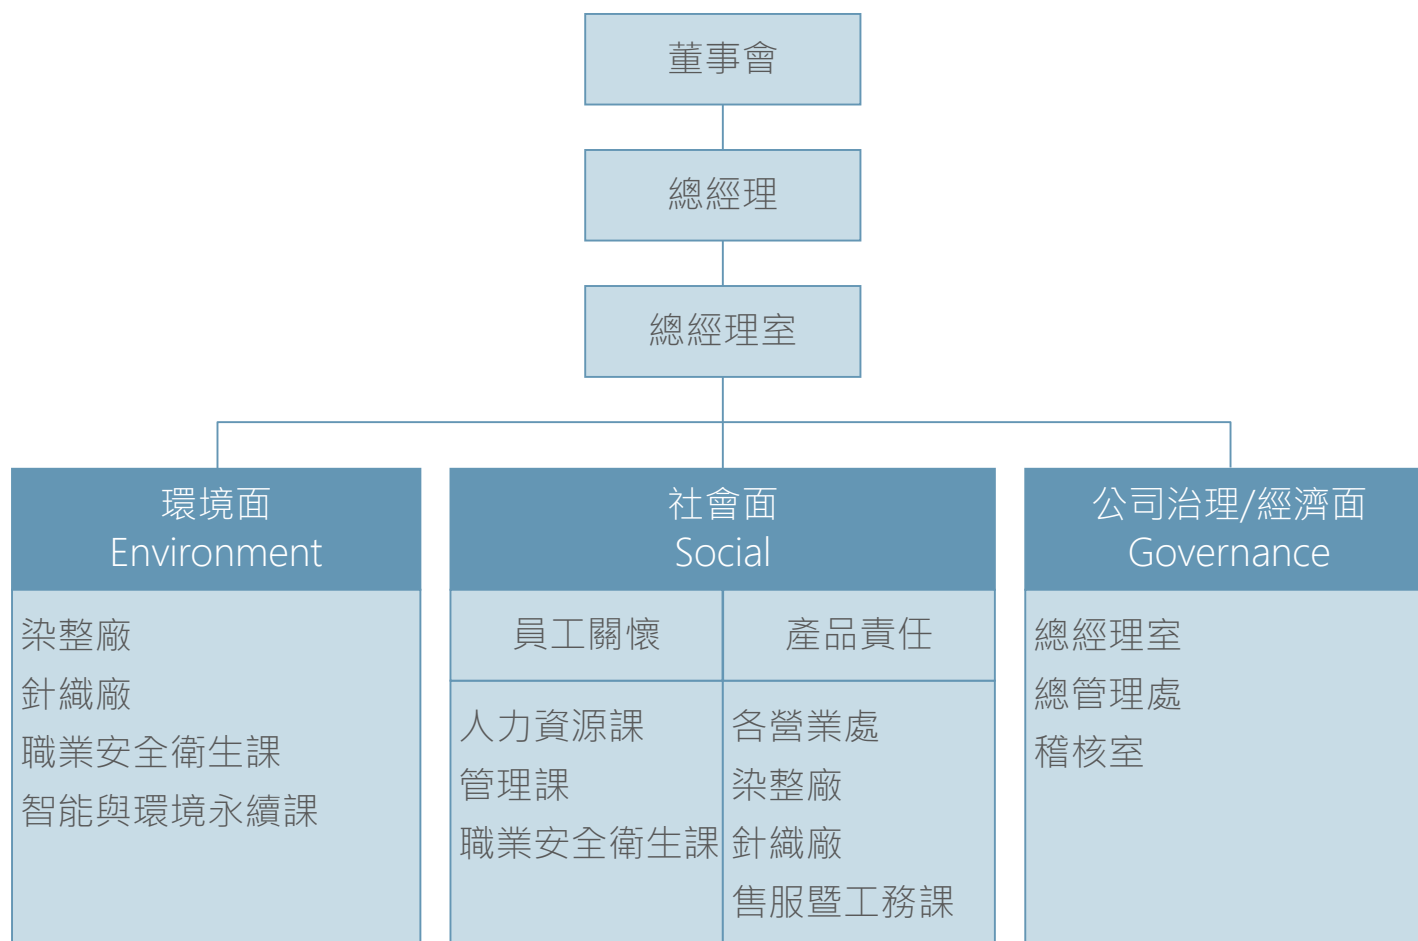 董事會
總經理
總經理室
環境面
Environment
染整廠
針織廠
職業安全衛生課
智能與環境永續課
社會面
Social
員工關懷
人力資源課
管理課
職業安全衛生課
產品責任
各營業處
染整廠
針織廠
售服暨工務課
公司治理/經濟面
Governance
總經理室
總管理處
稽核室